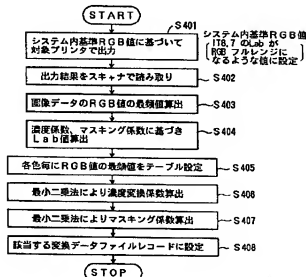 START
S401
システム内基準RGB値に基づいて
対象プリンタで出力
システム内基準RGB値
IT8.7のLabが
RGBフルレンジに
なるような値に設定
出力結果をスキャナで読み取り
S402
画像データのRGB値の最頻値算出
S403
濃度係数、マスキング係数に基づき
Lab値算出
S404
各色毎にRGB値の最頻値をテーブル設定
S405
最小二乗法により濃度変換係数算出
S406
最小二乗法によりマスキング係数算出
S407
該当する変換データファイルレコードに設定
S408
STOP